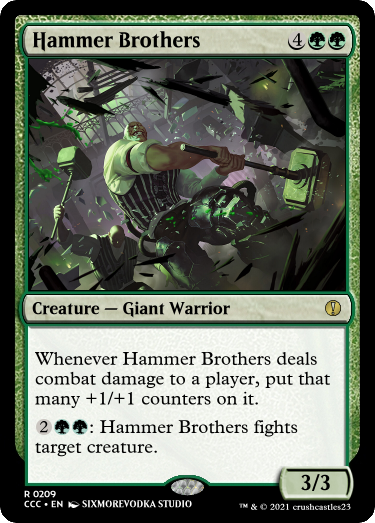 Hammer Brothers 4
Creature — Giant Warrior
Whenever Hammer Brothers deals
combat damage to a player, put that
many +1/+1 counters on it.
2 : Hammer Brothers fights
target creature.
3/3
R 0209
CCC • EN SIXMOREVODKA STUDIO
™ & © 2021 crushcastles23